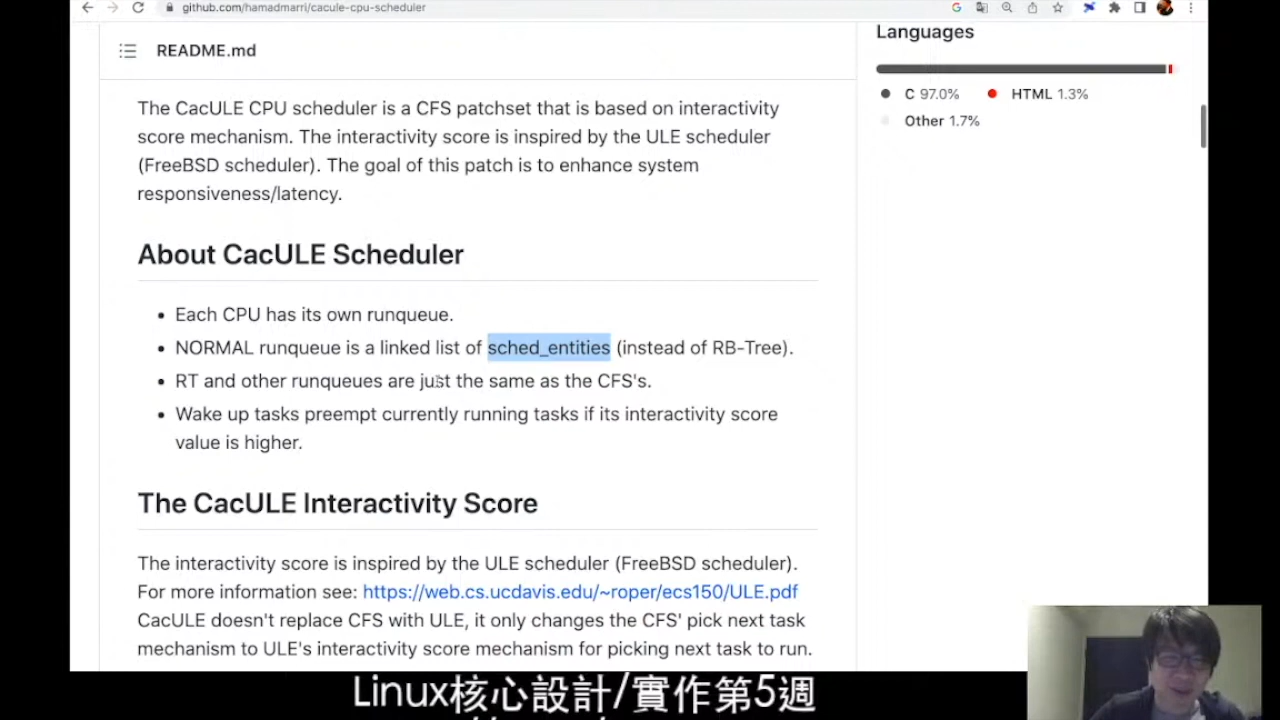 github.com/hamadmarri/cacule-cpu-scheduler
README.md
The CacULE CPU scheduler is a CFS patchset that is based on interactivity
score mechanism. The interactivity score is inspired by the ULE scheduler
(FreeBSD scheduler). The goal of this patch is to enhance system
responsiveness/latency.
About CacULE Scheduler
• Each CPU has its own runqueue.
• NORMAL runqueue is a linked list of sched_entities (instead of RB-Tree).
• RT and other runqueues are just the same as the CFS's.
• Wake up tasks preempt currently running tasks if its interactivity score
value is higher.
The CacULE Interactivity Score
The interactivity score is inspired by the ULE scheduler (FreeBSD scheduler).
For more information see: https://web.cs.ucdavis.edu/~roper/ecs150/ULE.pdf
CacULE doesn't replace CFS with ULE, it only changes the CFS' pick next task
mechanism to ULE's interactivity score mechanism for picking next task to run.
Languages
C 97.0%
HTML 1.3%
Other 1.7%
Linux核心設計/實作第5週